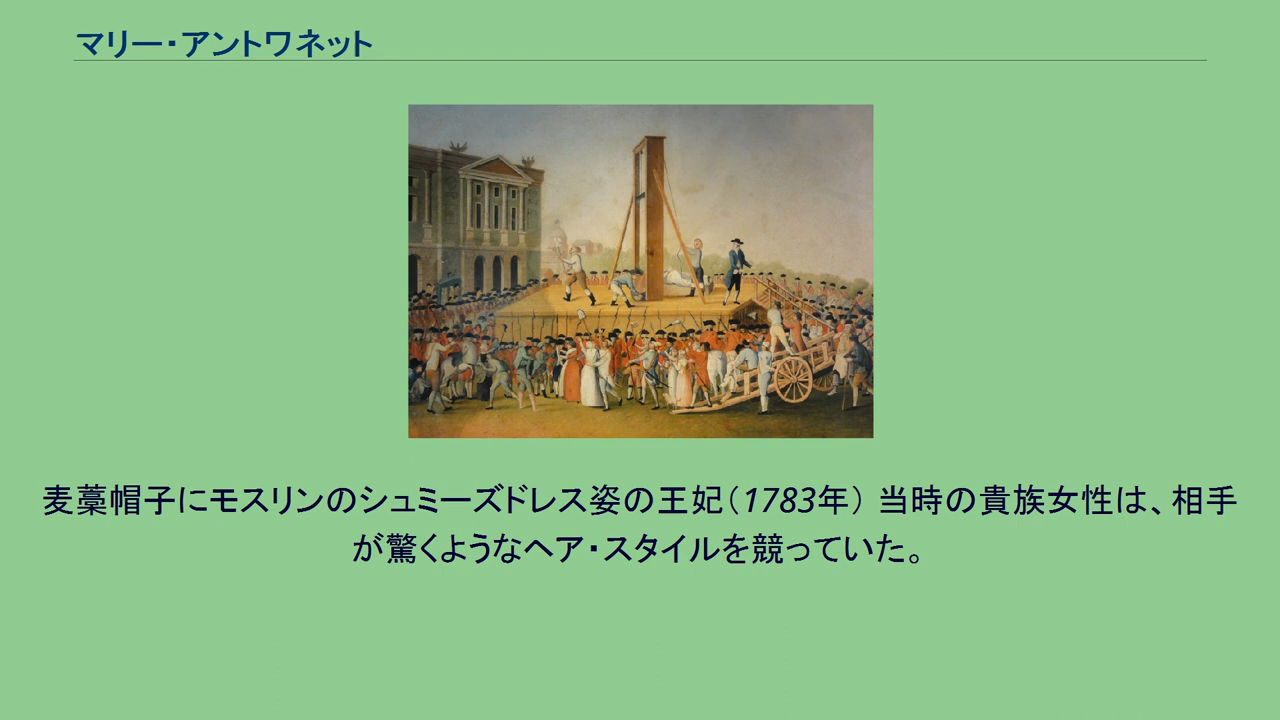 マリー・アントワネット
麦藁帽子にモスリンのシュミーズドレス姿の王妃（1783年） 当時の貴族女性は、相手
が驚くようなヘア・スタイルを競っていた。